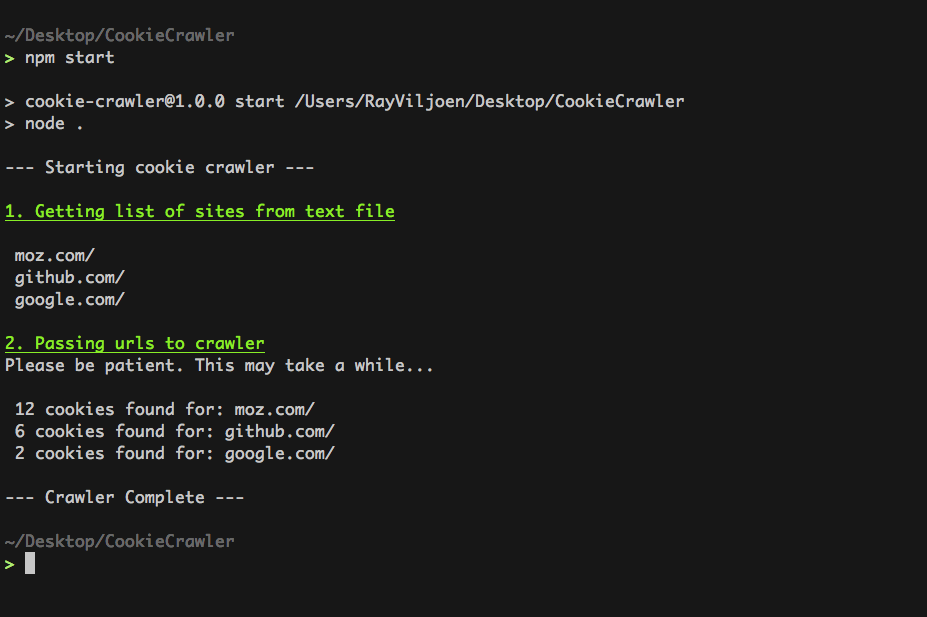 ~/Desktop/CookieCrawler
> npm start
> cookie-crawler@1.0.0 start /Users/RayViljoen/Desktop/CookieCrawler
> node .
--- Starting cookie crawler ---
1. Getting list of sites from text file
moz.com/
github.com/
google.com/
2. Passing urls to crawler
Please be patient. This may take a while...
12 cookies found for: moz.com/
6 cookies found for: github.com/
2 cookies found for: google.com/
--- Crawler Complete ---
~/Desktop/CookieCrawler
>